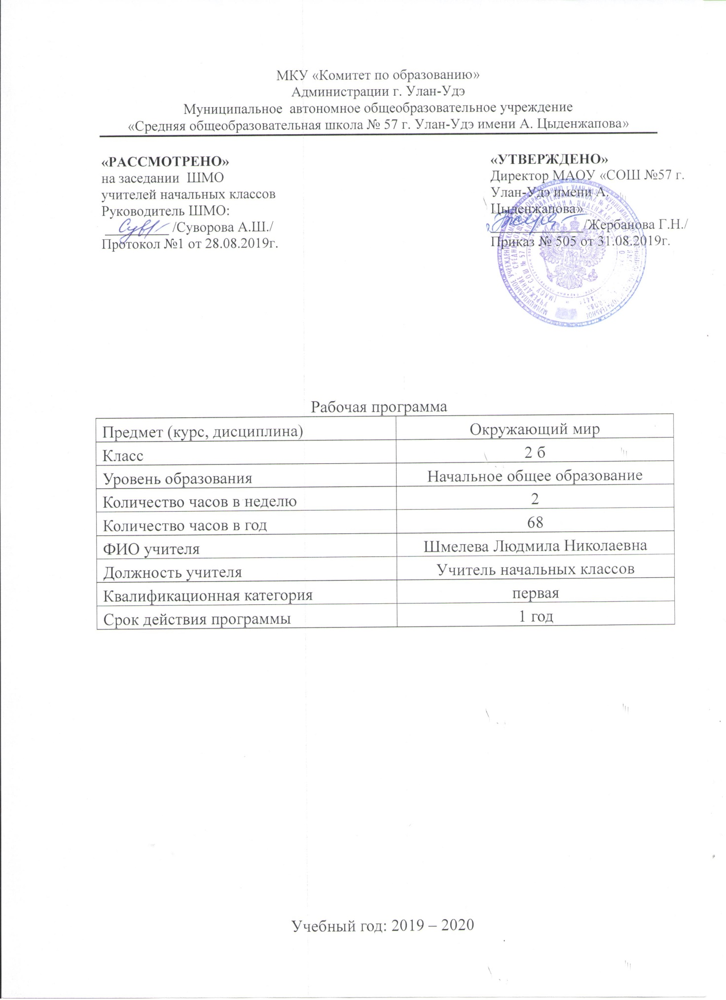 МКУ «Комитет по образованию»
Администрации г. Улан-Удэ
Муниципальное  автономное общеобразовательное учреждение
«Средняя общеобразовательная школа № 57 г. Улан-Удэ имени А. Цыденжапова»
«РАССМОТРЕНО»
на заседании  ШМО
учителей начальных классов
Руководитель ШМО:
/Суворова А.Ш./
Протокол №1 от 28.08.2019г.
«УТВЕРЖДЕНО»
Директор МАОУ «СОШ №57 г.
Улан-Удэ имени А.
Цыденжапова»
/Жербанова Г.Н./
Приказ № 505 от 31.08.2019г.
Рабочая программа
Предмет (курс, дисциплина) Окружающий мир
Класс 2 б
Уровень образования Начальное общее образование
Количество часов в неделю 2
Количество часов в год 68
ФИО учителя Шмелева Людмила Николаевна
Должность учителя Учитель начальных классов
Квалификационная категория первая
Срок действия программы 1 год
Учебный год: 2019 – 2020